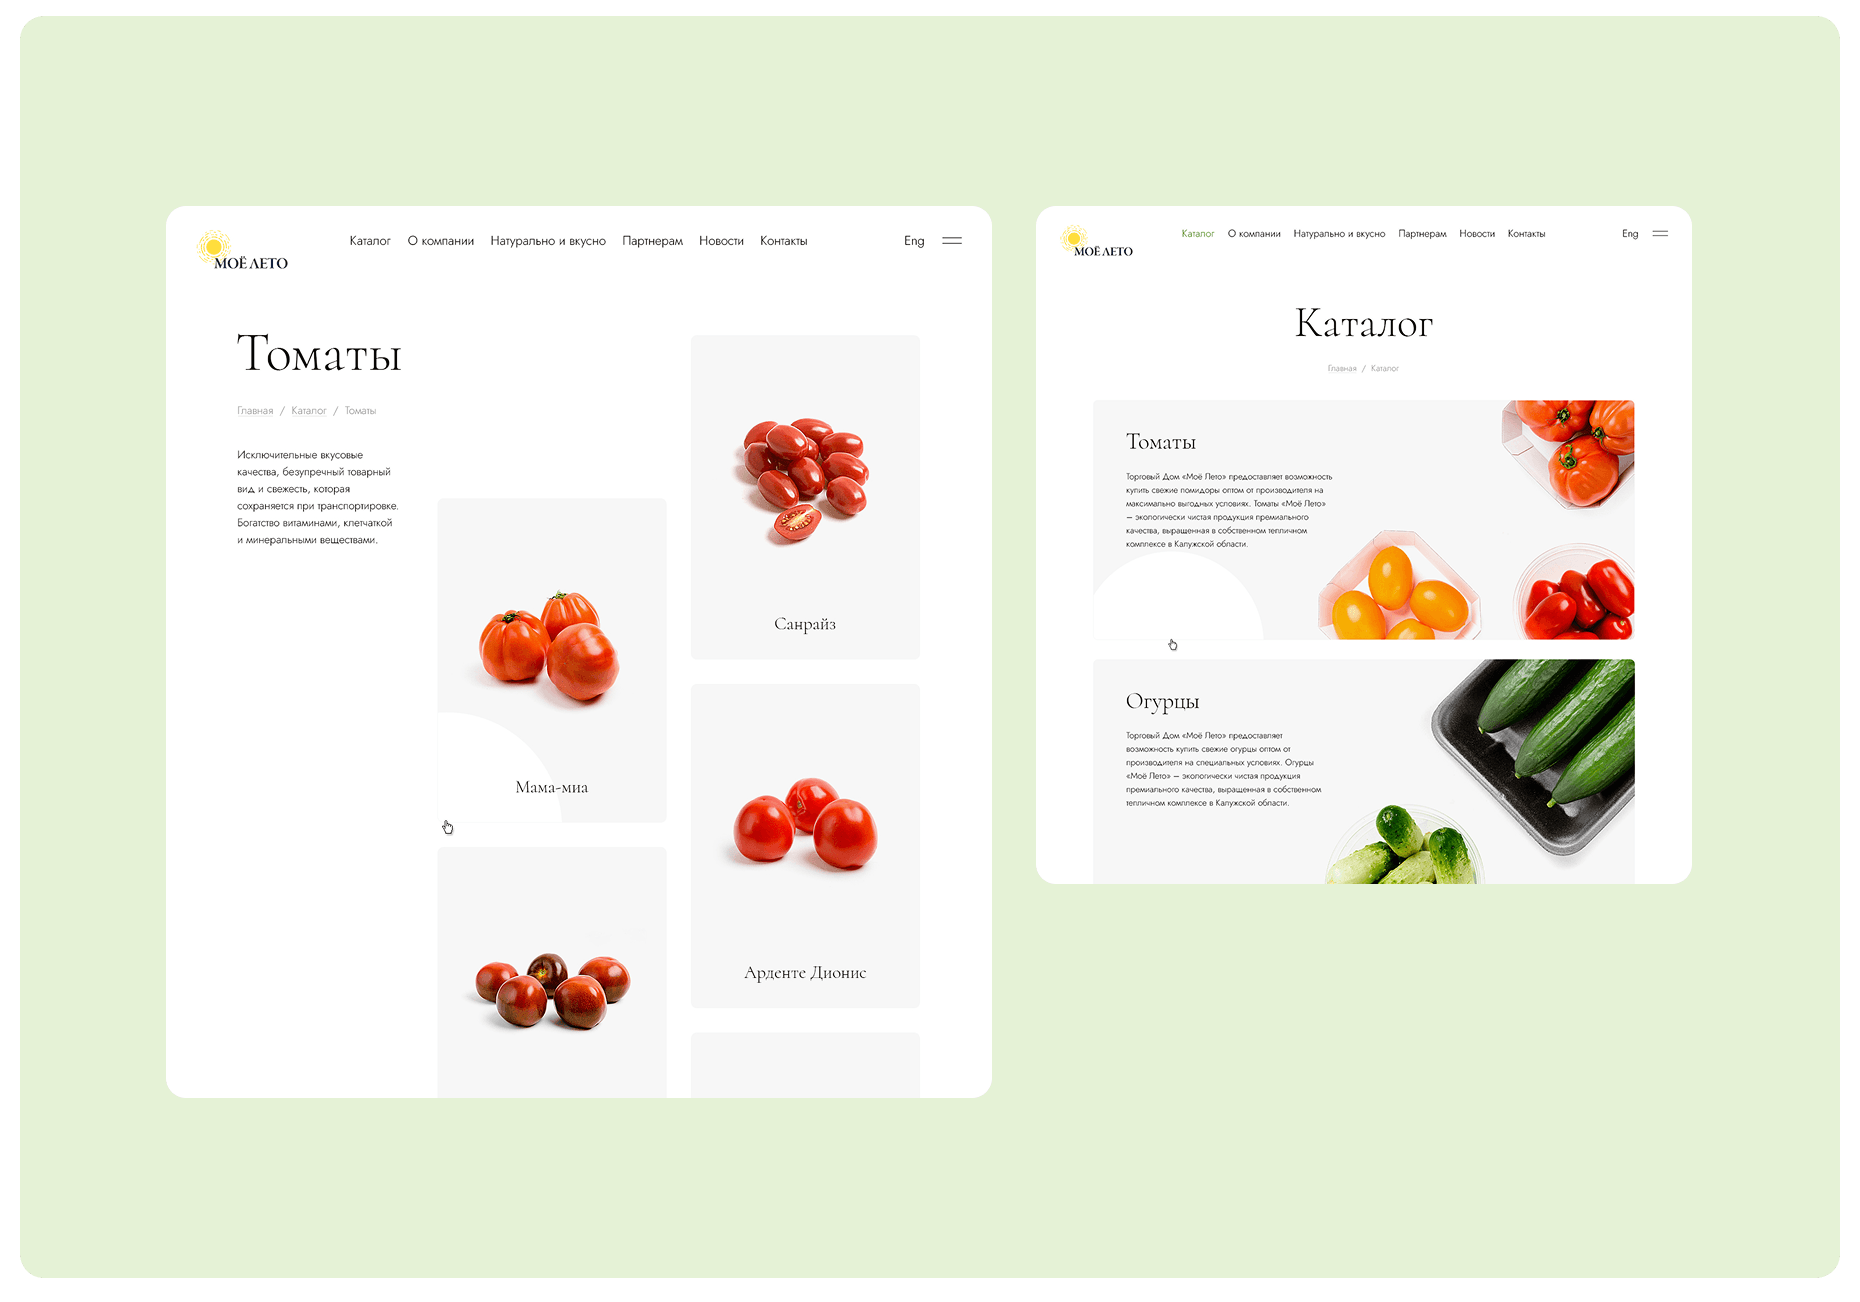 МОЁ ЛЕТО
Каталог О компании Натурально и вкусно Партнерам Новости Контакты Eng
Томаты
Главная / Каталог / Томаты
Исключительные вкусовые
качества, безупречный товарный
вид и свежесть, которая
сохраняется при транспортировке.
Богатство витаминами, клетчаткой
и минеральными веществами.
Санрайз
Мама-миа
Арденте Дионис
МОЁ ЛЕТО
Каталог О компании Натурально и вкусно Партнерам Новости Контакты Eng
Каталог
Главная / Каталог
Томаты
Торговый Дом «Моё Лето» предоставляет возможность
купить свежие помидоры оптом от производителя на
максимально выгодных условиях. Томаты «Моё Лето»
– экологически чистая продукция премиального
качества, выращенная в собственном тепличном
комплексе в Калужской области.
Огурцы
Торговый Дом «Моё Лето» предоставляет
возможность купить свежие огурцы оптом от
производителя на специальных условиях. Огурцы
«Моё Лето» – экологически чистая продукция
премиального качества, выращенная в собственном
тепличном комплексе в Калужской области.